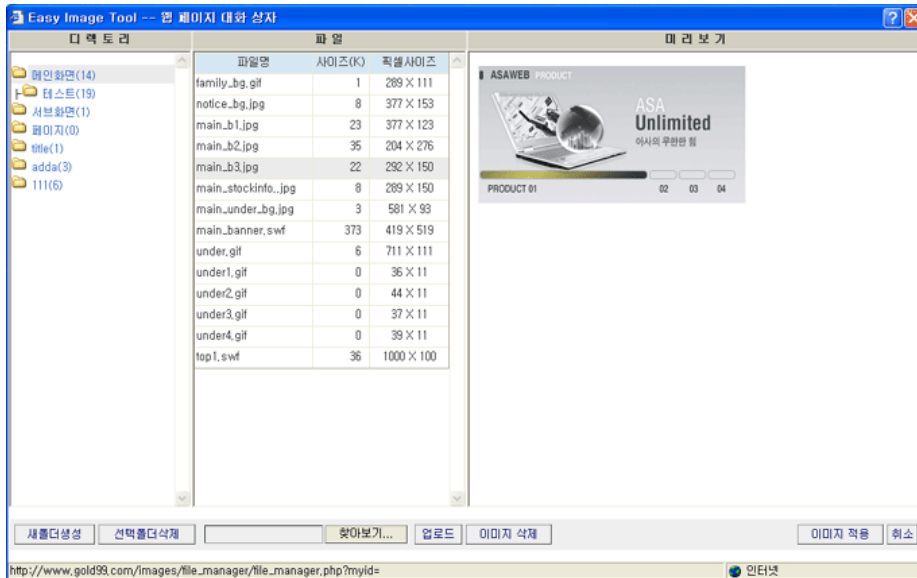 Easy Image Tool -- 웹 페이지 대화 상자
디 렉 토 리
파 일
미 리 보 기
메인화면(14)
테스트(19)
서브화면(1)
페이지(0)
title(1)
adda(3)
111(6)
파일명 사이즈(K) 픽셀사이즈
family_bg.gif 1 289 X 111
notice_bg.jpg 8 377 X 153
main_b1.jpg 23 377 X 123
main_b2.jpg 35 204 X 276
main_b3.jpg 22 292 X 150
main_stockinfo_.jpg 8 289 X 150
main_under_bg.jpg 3 581 X 93
main_banner.swf 373 419 X 519
under.gif 6 711 X 111
under1.gif 0 36 X 11
under2.gif 0 44 X 11
under3.gif 0 37 X 11
under4.gif 0 39 X 11
top1.swf 36 1000 X 100
ASAWEB PRODUCT
ASA
Unlimited
아사의 무한한 힘
PRODUCT 01 02 03 04
새폴더생성 선택폴더삭제 찾아보기... 업로드 이미지 삭제 이미지 적용 취소
http://www.gold99.com/images/file_manager/file_manager.php?myid= 인터넷